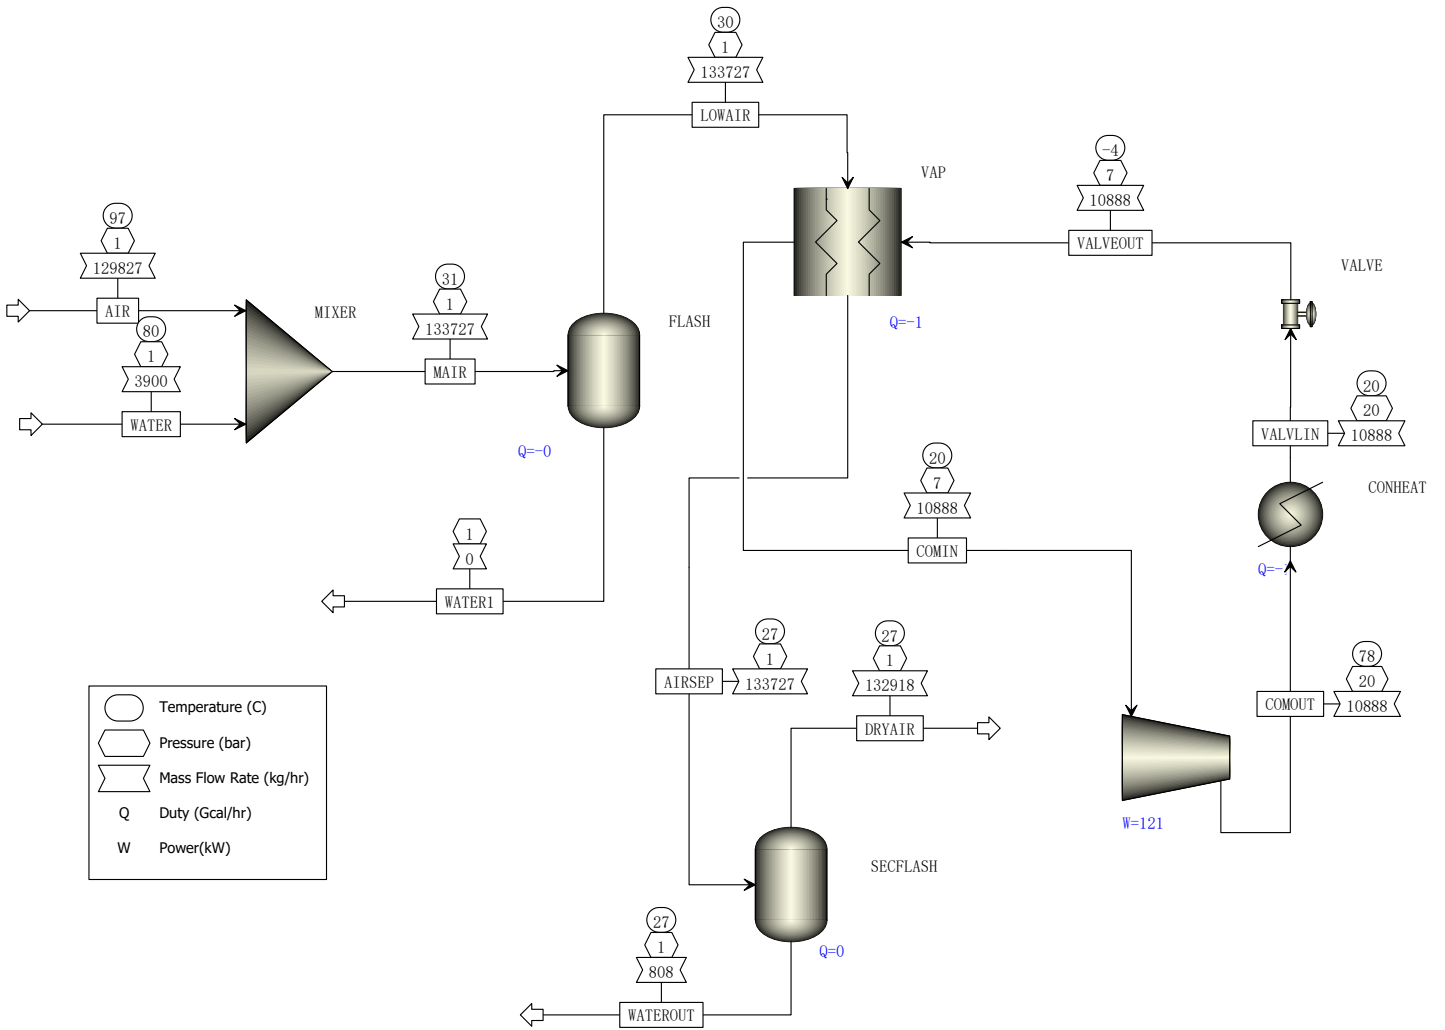 30
1
133727
LOWAIR
VAP
-4
7
10888
VALVEOUT
VALVE
97
1
129827
AIR
MIXER
80
1
3900
WATER
31
1
133727
MAIR
FLASH
Q=-0
Q=-1
20
20
VALVLIN
10888
CONHEAT
Q=-
20
7
10888
COMIN
1
0
WATER1
27
1
AIRSEP
133727
27
1
132918
DRYAIR
78
20
COMOUT
10888
W=121
Temperature (C)
Pressure (bar)
Mass Flow Rate (kg/hr)
Q Duty (Gcal/hr)
W Power(kW)
SECFLASH
Q=0
27
1
808
WATEROUT